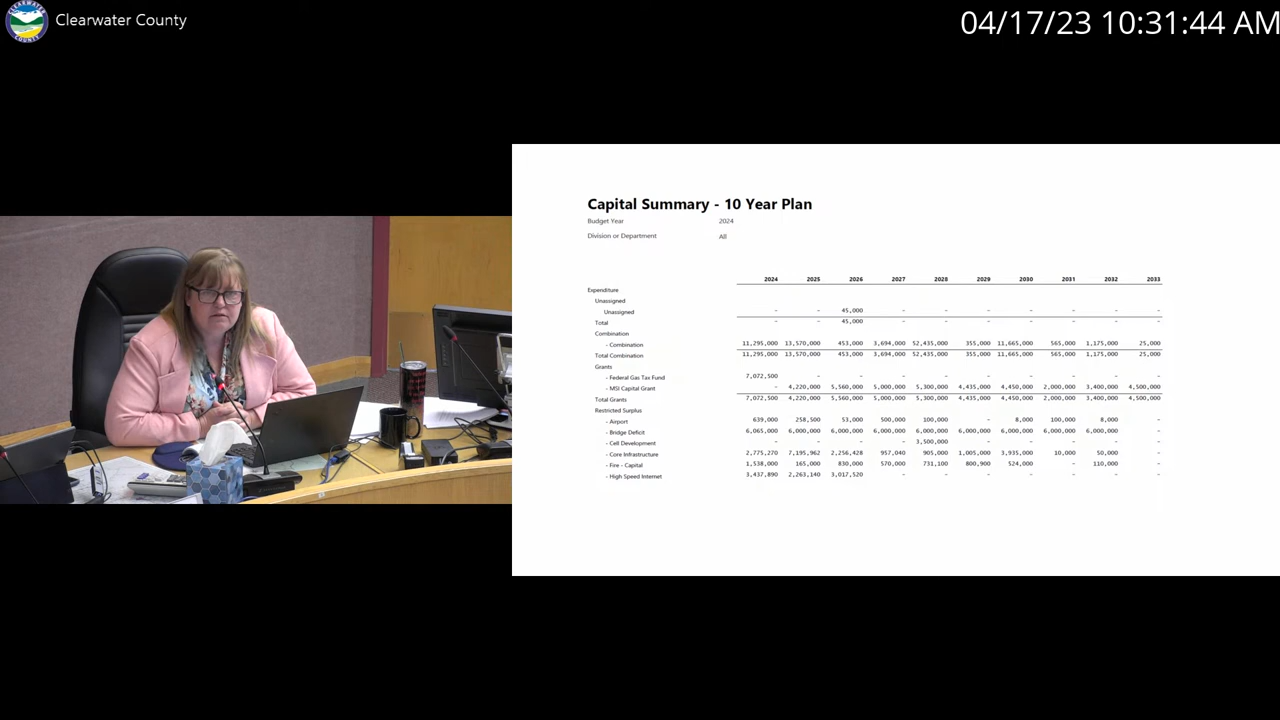 Clearwater County
04/17/23 10:31:44 AM
Capital Summary - 10 Year Plan
Budget Year 2024
Division or Department All
2024 2025 2026 2027 2028 2029 2030 2031 2032 2033
Expenditure
Unassigned
Unassigned - - 45,000 - - - - - - -
Total - - 45,000 - - - - - - -
Combination
- Combination 11,295,000 13,570,000 453,000 3,694,000 52,435,000 355,000 11,665,000 565,000 1,175,000 25,000
Total Combination 11,295,000 13,570,000 453,000 3,694,000 52,435,000 355,000 11,665,000 565,000 1,175,000 25,000
Grants
- Federal Gas Tax Fund 7,072,500 - - - - - - - - -
- MSI Capital Grant - 4,220,000 5,560,000 5,000,000 5,300,000 4,435,000 4,450,000 2,000,000 3,400,000 4,500,000
Total Grants 7,072,500 4,220,000 5,560,000 5,000,000 5,300,000 4,435,000 4,450,000 2,000,000 3,400,000 4,500,000
Restricted Surplus
- Airport 639,000 258,500 53,000 500,000 100,000 - 8,000 100,000 8,000 -
- Bridge Deficit 6,065,000 6,000,000 6,000,000 6,000,000 6,000,000 6,000,000 6,000,000 6,000,000 6,000,000 -
- Cell Development - - - - 3,500,000 - - - - -
- Core Infrastructure 2,775,270 7,195,962 2,256,428 957,040 905,000 1,005,000 3,935,000 10,000 50,000 -
- Fire - Capital 1,538,000 165,000 830,000 570,000 731,100 800,900 524,000 - 110,000 -
- High Speed Internet 3,437,890 2,263,140 3,017,520 - - - - - - -